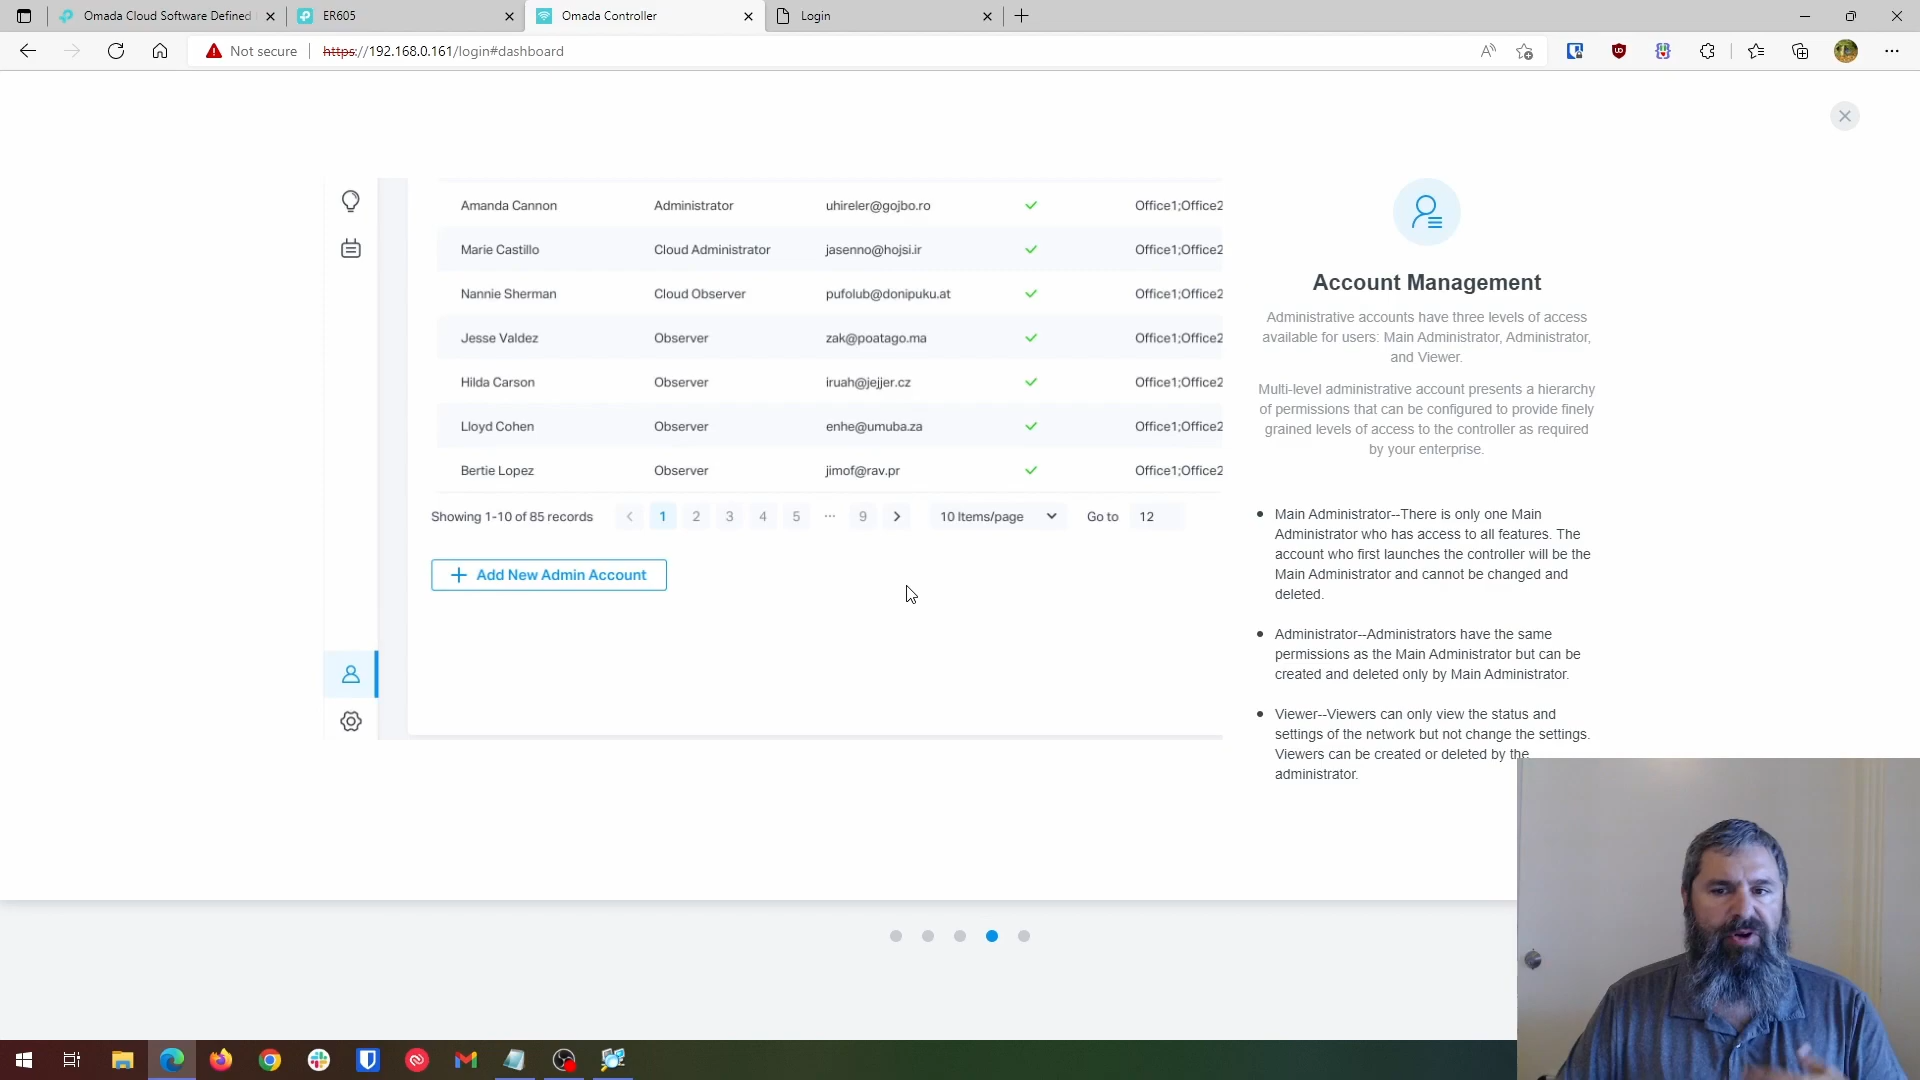 Omada Cloud Software Defined
ER605
Omada Controller
Login
Not secure
https://192.168.0.161/login#dashboard
Amanda Cannon Administrator uhireler@gojbo.ro Office1;Office2
Marie Castillo Cloud Administrator jasenno@hojsi.ir Office1;Office2
Nannie Sherman Cloud Observer pufolub@donipuku.at Office1;Office2
Jesse Valdez Observer zak@poatago.ma Office1;Office2
Hilda Carson Observer iruah@jejjer.cz Office1;Office2
Lloyd Cohen Observer enhe@umuba.za Office1;Office2
Bertie Lopez Observer jimof@rav.pr Office1;Office2
Showing 1-10 of 85 records < 1 2 3 4 5 ... 9 > 10 Items/page Go to 12
+ Add New Admin Account
Account Management
Administrative accounts have three levels of access
available for users: Main Administrator, Administrator,
and Viewer.
Multi-level administrative account presents a hierarchy
of permissions that can be configured to provide finely
grained levels of access to the controller as required
by your enterprise.
• Main Administrator--There is only one Main
Administrator who has access to all features. The
account who first launches the controller will be the
Main Administrator and cannot be changed and
deleted.
• Administrator--Administrators have the same
permissions as the Main Administrator but can be
created and deleted only by Main Administrator.
• Viewer--Viewers can only view the status and
settings of the network but not change the settings.
Viewers can be created or deleted by the
administrator.